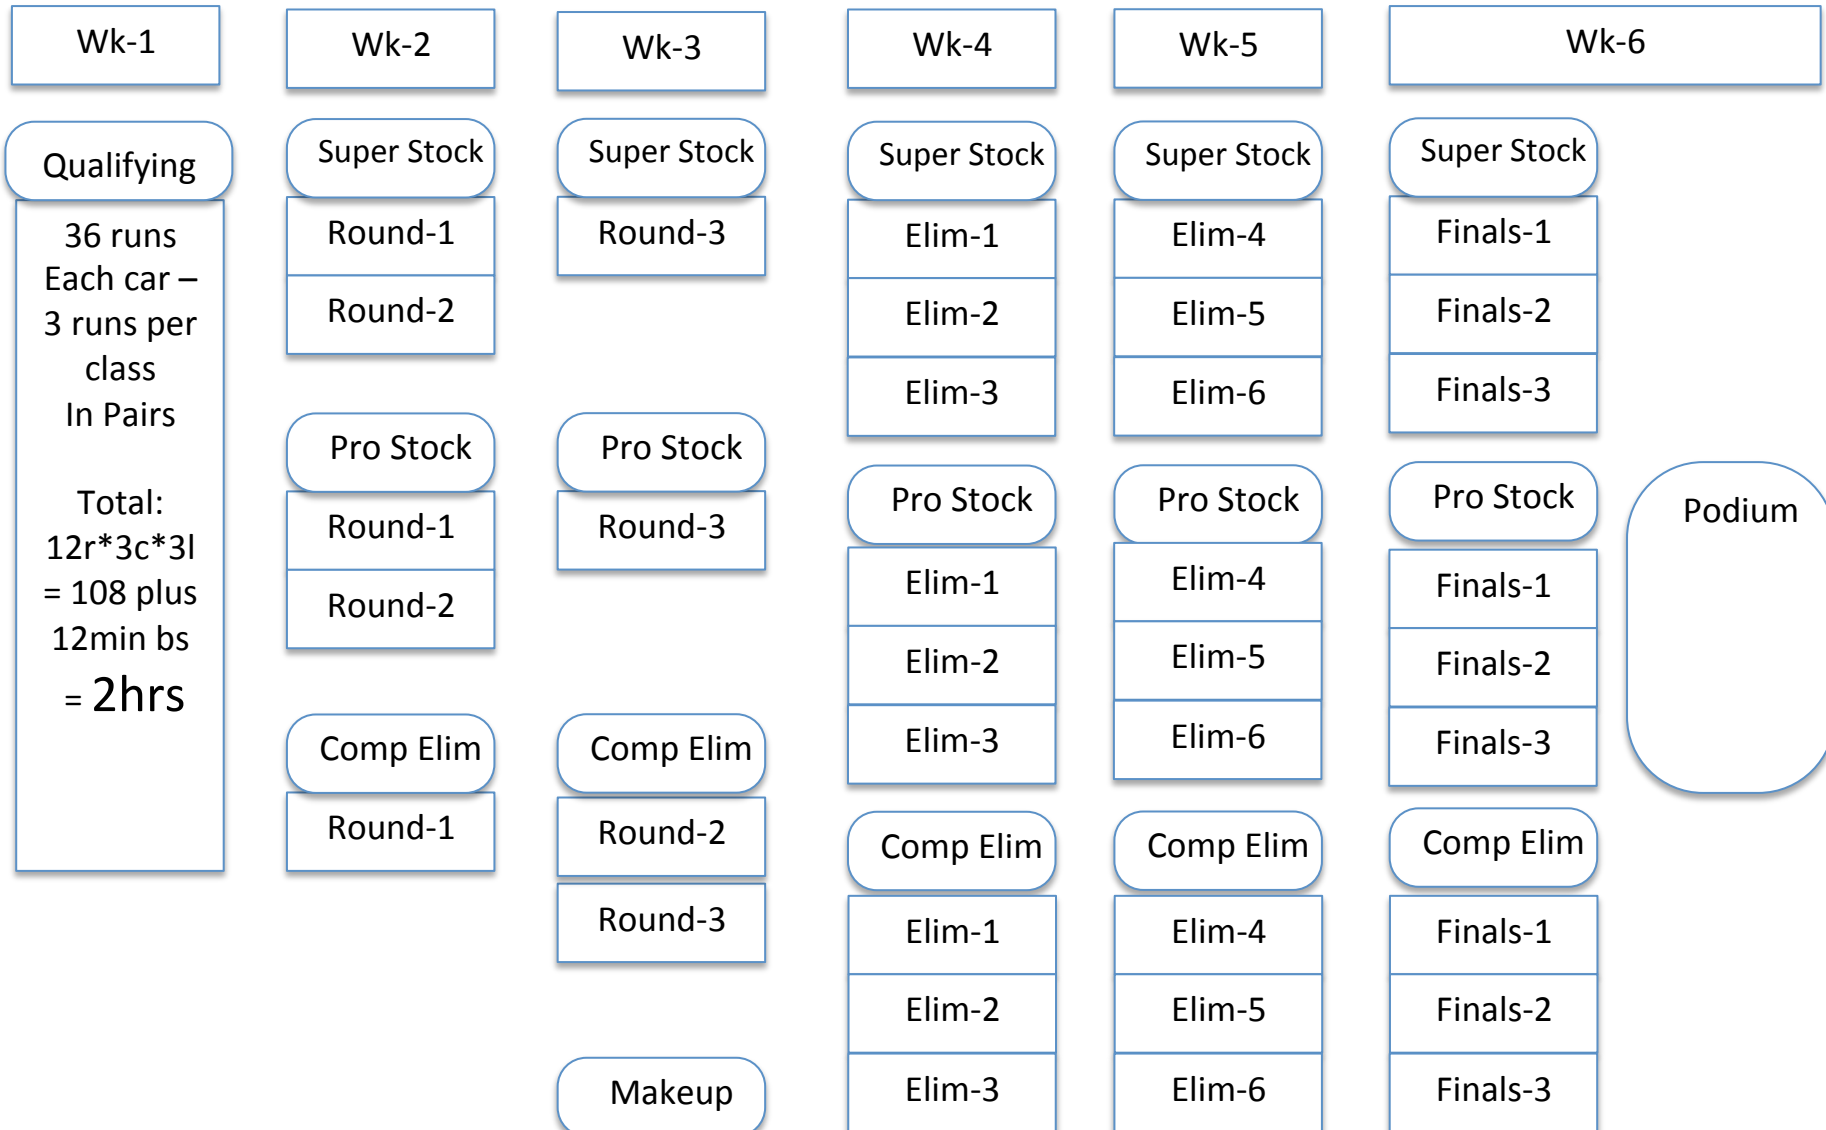 Wk-1
Wk-2
Wk-3
Wk-4
Wk-5
Wk-6
Qualifying
36 runs
Each car –
3 runs per
class
In Pairs
Total:
12r*3c*3l
= 108 plus
12min bs
= 2hrs
Super Stock
Round-1
Round-2
Pro Stock
Round-1
Round-2
Comp Elim
Round-1
Super Stock
Round-3
Pro Stock
Round-3
Comp Elim
Round-2
Round-3
Makeup
Super Stock
Elim-1
Elim-2
Elim-3
Pro Stock
Elim-1
Elim-2
Elim-3
Comp Elim
Elim-1
Elim-2
Elim-3
Super Stock
Elim-4
Elim-5
Elim-6
Pro Stock
Elim-4
Elim-5
Elim-6
Comp Elim
Elim-4
Elim-5
Elim-6
Super Stock
Finals-1
Finals-2
Finals-3
Pro Stock
Finals-1
Finals-2
Finals-3
Comp Elim
Finals-1
Finals-2
Finals-3
Podium